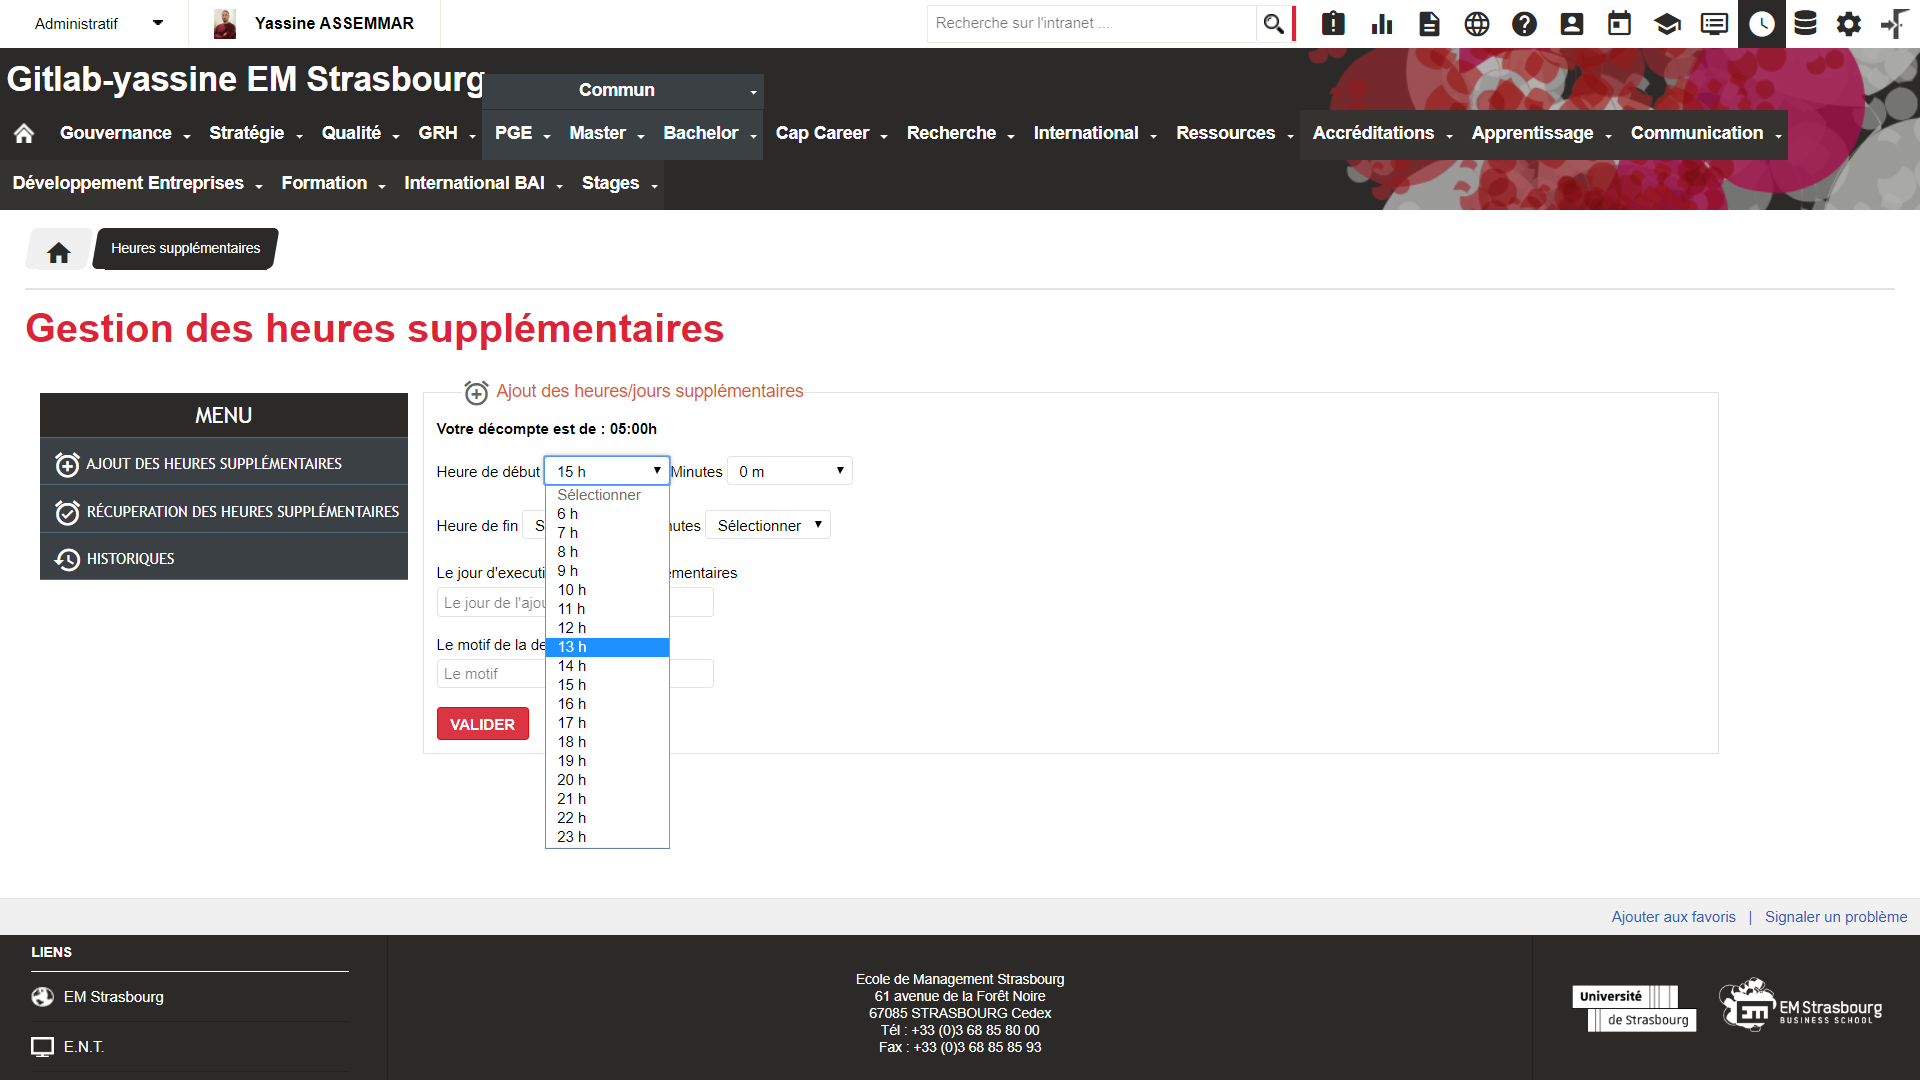 Administratif
Yassine ASSEMMAR
Recherche sur l'intranet ...
Gitlab-yassine EM Strasbourg
Commun
Gouvernance
Stratégie
Qualité
GRH
PGE
Master
Bachelor
Cap Career
Recherche
International
Ressources
Accréditations
Apprentissage
Communication
Développement Entreprises
Formation
International BAI
Stages
Heures supplémentaires
Gestion des heures supplémentaires
MENU
AJOUT DES HEURES SUPPLÉMENTAIRES
RÉCUPERATION DES HEURES SUPPLÉMENTAIRES
HISTORIQUES
Ajout des heures/jours supplémentaires
Votre décompte est de : 05:00h
Heure de début 15 h Minutes 0 m
Sélectionner
6 h
7 h
8 h
9 h
10 h
11 h
12 h
13 h
14 h
15 h
16 h
17 h
18 h
19 h
20 h
21 h
22 h
23 h
Heure de fin S utes Sélectionner
Le jour d'executi mentaires
Le jour de l'ajou
Le motif de la de
Le motif
VALIDER
Ajouter aux favoris | Signaler un problème
LIENS
EM Strasbourg
E.N.T.
Ecole de Management Strasbourg
61 avenue de la Forêt Noire
67085 STRASBOURG Cedex
Tél : +33 (0)3 68 85 80 00
Fax : +33 (0)3 68 85 85 93
Université
de Strasbourg
Em
EM Strasbourg
BUSINESS SCHOOL